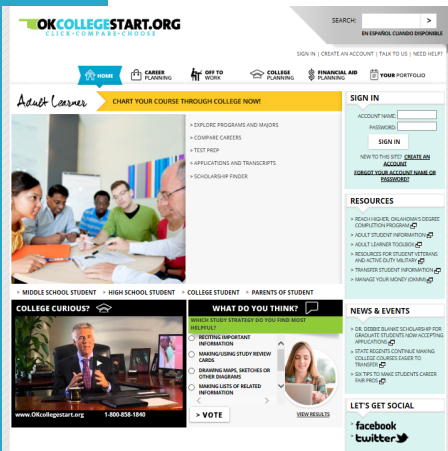 OKCOLLEGESTART.ORG
CLICK•COMPARE•CHOOSE
SEARCH: >
EN ESPAÑOL CUANDO DISPONIBLE
SIGN IN | CREATE AN ACCOUNT | TALK TO US | NEED HELP?
HOME
CAREER PLANNING
OFF TO WORK
COLLEGE PLANNING
FINANCIAL AID PLANNING
YOUR PORTFOLIO
Adult Learner
CHART YOUR COURSE THROUGH COLLEGE NOW!
> EXPLORE PROGRAMS AND MAJORS
> COMPARE CAREERS
> TEST PREP
> APPLICATIONS AND TRANSCRIPTS
> SCHOLARSHIP FINDER
> MIDDLE SCHOOL STUDENT > HIGH SCHOOL STUDENT > COLLEGE STUDENT > PARENTS OF STUDENT
COLLEGE CURIOUS?
www.OKcollegestart.org 1-800-858-1840
WHAT DO YOU THINK?
WHICH STUDY STRATEGY DO YOU FIND MOST
HELPFUL?
RECITING IMPORTANT
INFORMATION
MAKING/USING STUDY REVIEW
CARDS
DRAWING MAPS, SKETCHES OR
OTHER DIAGRAMS
MAKING LISTS OF RELATED
INFORMATION
> VOTE
VIEW RESULTS
SIGN IN
ACCOUNT NAME:
PASSWORD:
SIGN IN
NEW TO THIS SITE? CREATE AN
ACCOUNT
FORGOT YOUR ACCOUNT NAME OR
PASSWORD?
RESOURCES
> REACH HIGHER, OKLAHOMA'S DEGREE
COMPLETION PROGRAM
> ADULT STUDENT INFORMATION
> ADULT LEARNER TOOLBOX
> RESOURCES FOR STUDENT VETERANS
AND ACTIVE DUTY MILITARY
> TRANSFER STUDENT INFORMATION
> MANAGE YOUR MONEY (OKMM)
NEWS & EVENTS
> DR. DEBBIE BLANKE SCHOLARSHIP FOR
GRADUATE STUDENTS NOW ACCEPTING
APPLICATIONS
> STATE REGENTS CONTINUE MAKING
COLLEGE COURSES EASIER TO
TRANSFER
> SIX TIPS TO MAKE STUDENTS CAREER
FAIR PROS
LET'S GET SOCIAL
> facebook
> twitter